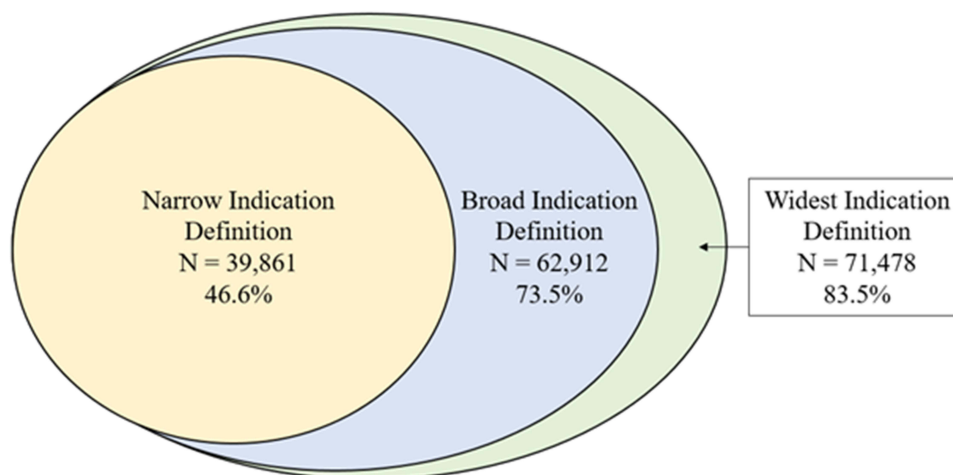 Narrow Indication
Definition
N = 39,861
46.6%
Broad Indication
Definition
N = 62,912
73.5%
Widest Indication
Definition
N = 71,478
83.5%